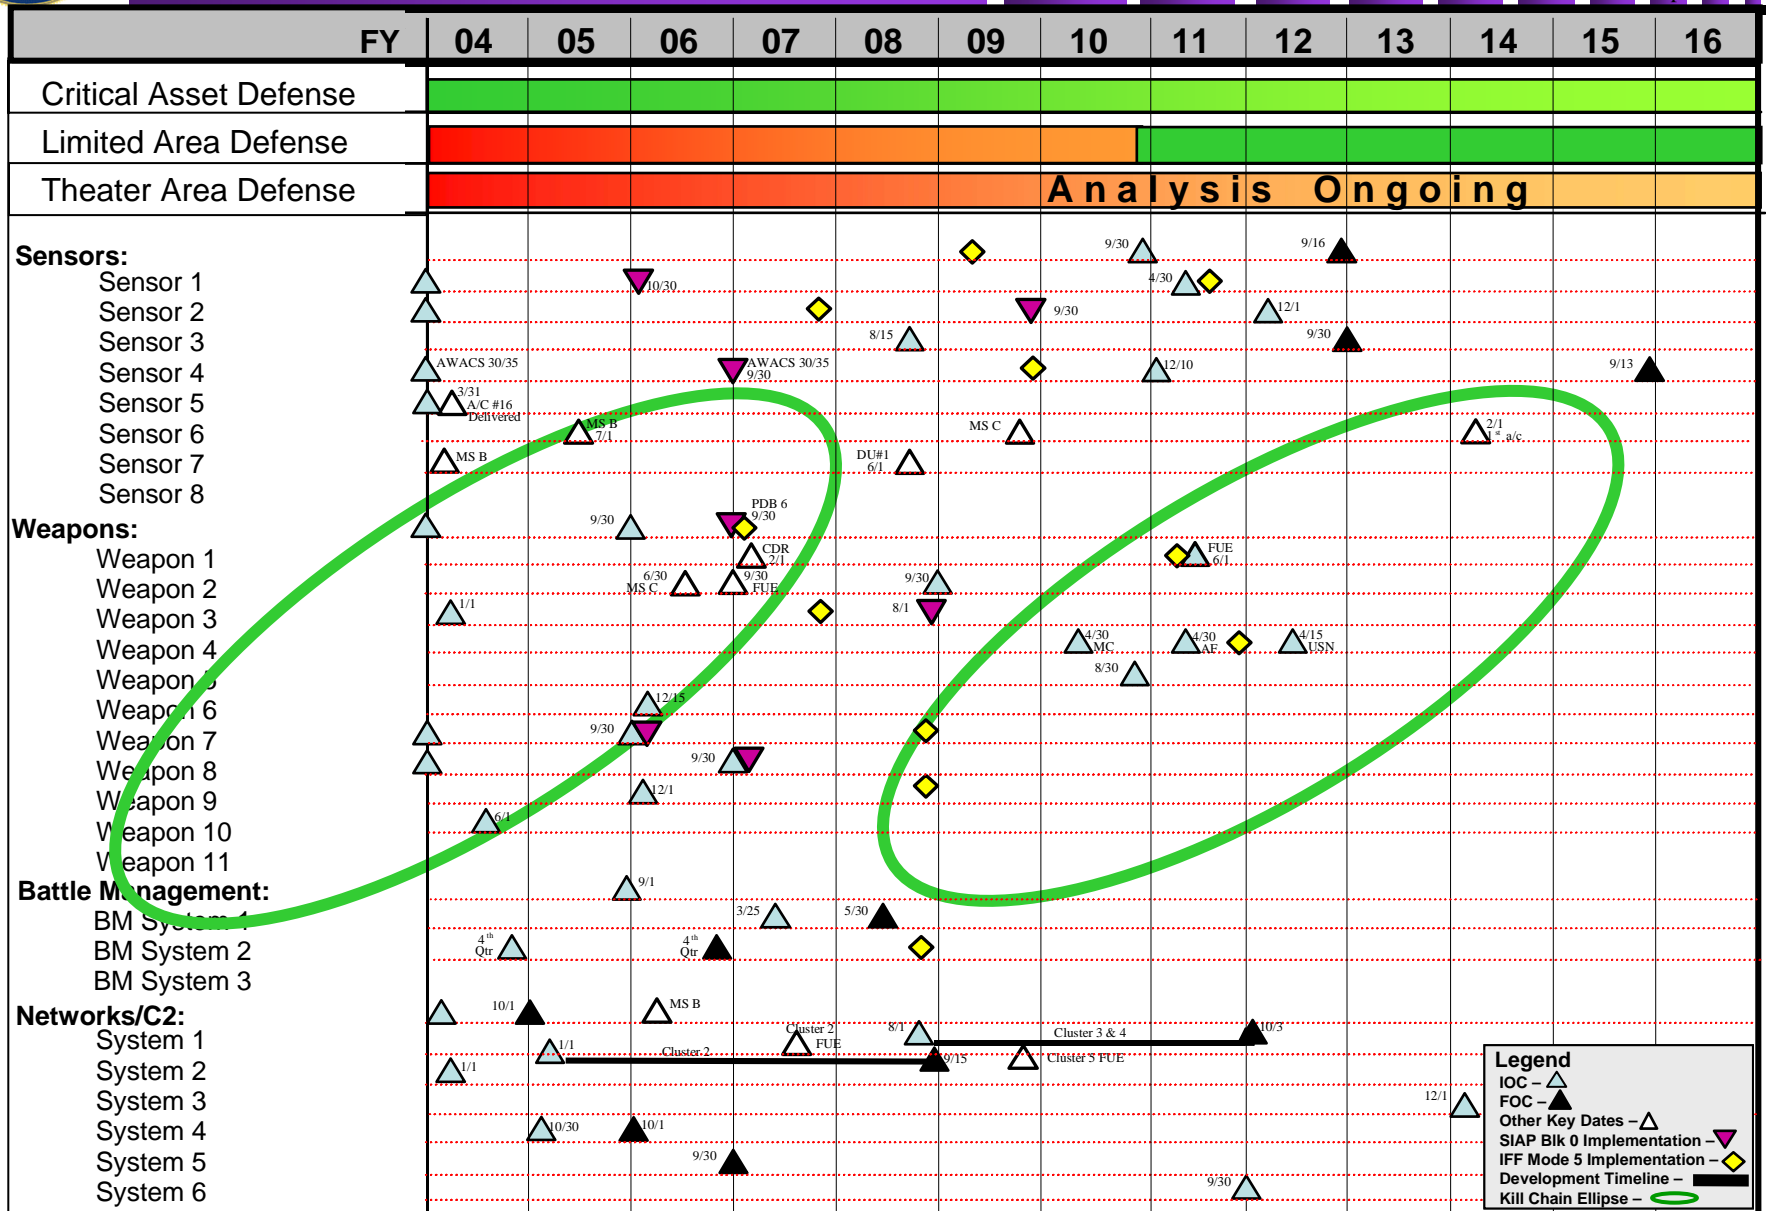 FY 04 05 06 07 08 09 10 11 12 13 14 15 16
Critical Asset Defense
Limited Area Defense
Theater Area Defense
Analysis Ongoing
Sensors:
9/30
9/16
Sensor 1
10/30
4/30
Sensor 2
9/30
12/1
Sensor 3
8/15
9/30
Sensor 4
AWACS 30/35
AWACS 30/35
9/30
12/10
9/13
Sensor 5
3/31
A/C #16
Delivered
Sensor 6
MS B
7/1
MS C
2/1
1st a/c
Sensor 7
MS B
DU#1
6/1
Sensor 8
Weapons:
9/30
PDB 6
9/30
Weapon 1
CDR
2/1
FUE
6/1
Weapon 2
6/30
MS C
9/30
FUE
9/30
Weapon 3
1/1
8/1
Weapon 4
4/30
MC
4/30
AF
4/15
USN
Weapon 5
8/30
Weapon 6
12/15
Weapon 7
9/30
Weapon 8
9/30
Weapon 9
12/1
Weapon 10
6/1
Weapon 11
Battle Management:
9/1
BM System 1
3/25
5/30
BM System 2
4th
Qtr
4th
Qtr
BM System 3
Networks/C2:
10/1
MS B
System 1
1/1
Cluster 2
FUE
8/1
Cluster 3 & 4
10/3
Cluster 2
9/15
Cluster 5 FUE
System 2
1/1
System 3
12/1
System 4
10/30
10/1
System 5
9/30
System 6
9/30
Legend
IOC –
FOC –
Other Key Dates –
SIAP Blk 0 Implementation –
IFF Mode 5 Implementation –
Development Timeline –
Kill Chain Ellipse –